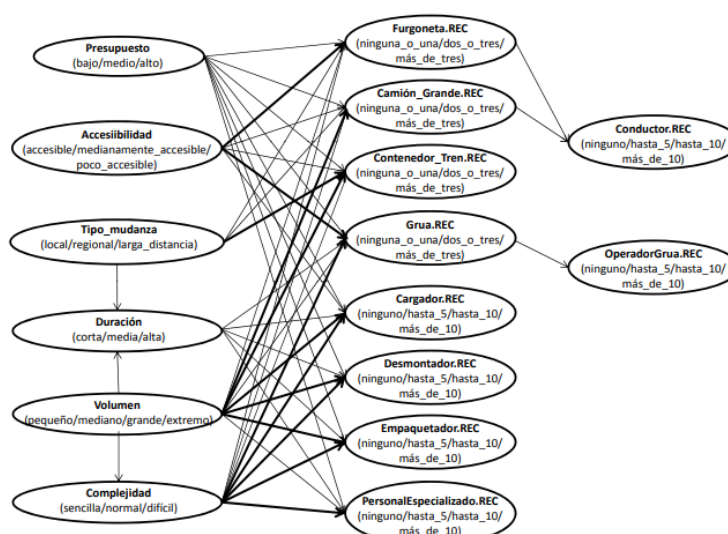 Presupuesto
(bajo/medio/alto)
Accesiibilidad
(accesible/medianamente_accesible/
poco_accesible)
Tipo_mudanza
(local/regional/larga_distancia)
Duración
(corta/media/alta)
Volumen
(pequeño/mediano/grande/extremo)
Complejidad
(sencilla/normal/difícil)
Furgoneta.REC
(ninguna_o_una/dos_o_tres/
más_de_tres)
Camión_Grande.REC
(ninguna_o_una/dos_o_tres/
más_de_tres)
Contenedor_Tren.REC
(ninguna_o_una/dos_o_tres/
más_de_tres)
Grua.REC
(ninguna_o_una/dos_o_tres/
más_de_tres)
Cargador.REC
(ninguno/hasta_5/hasta_10/
más_de_10)
Desmontador.REC
(ninguno/hasta_5/hasta_10/
más_de_10)
Empaquetador.REC
(ninguno/hasta_5/hasta_10/
más_de_10)
PersonalEspecializado.REC
(ninguno/hasta_5/hasta_10/
más_de_10)
Conductor.REC
(ninguno/hasta_5/hasta_10/
más_de_10)
OperadorGrua.REC
(ninguno/hasta_5/hasta_10/
más_de_10)